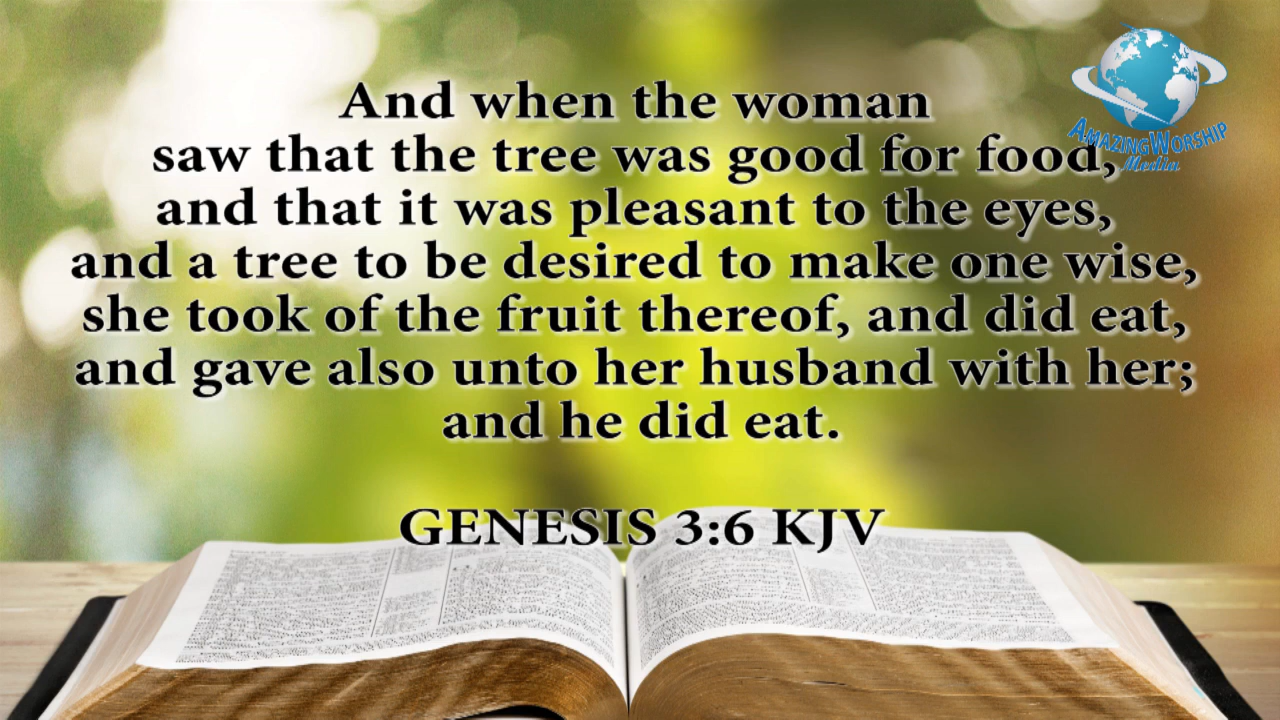 And when the woman
saw that the tree was good for food,
and that it was pleasant to the eyes,
and a tree to be desired to make one wise,
she took of the fruit thereof, and did eat,
and gave also unto her husband with her;
and he did eat.
GENESIS 3:6 KJV
AMAZINGWORSHIP
Media